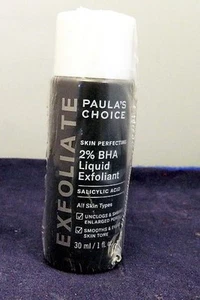 EXFOLIATE
PAULA'S
CHOICE
SKIN PERFECTING
2% BHA
Liquid
Exfoliant
SALICYLIC ACID
All Skin Types
UNCLOGS &
ENLARGED
SMOOTHS &
SKIN TONE
30 ml / 1 fl